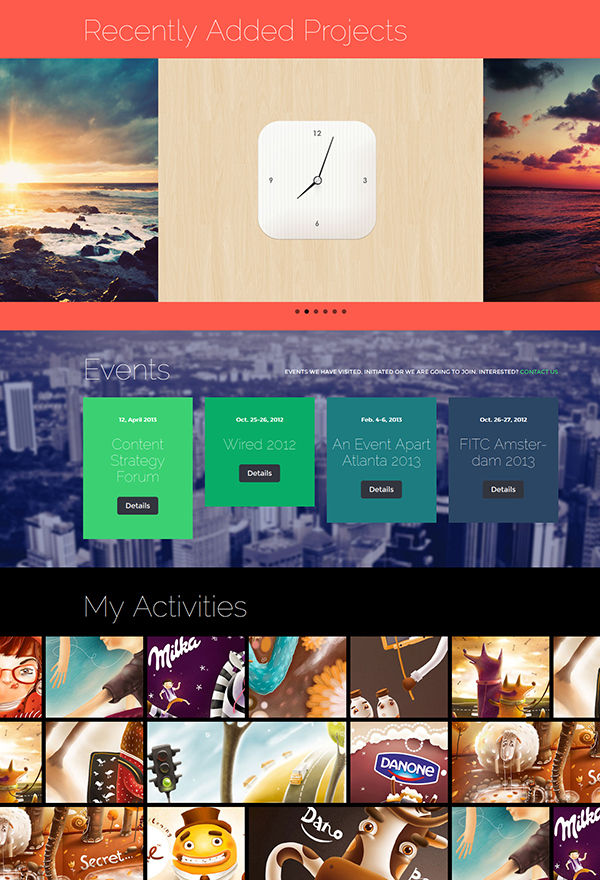 Recently Added Projects
12
9
3
6
Events
EVENTS WE HAVE VISITED, INITIATED OR WE ARE GOING TO JOIN. INTERESTED? CONTACT US
12, April 2013
Content
Strategy
Forum
Details
Oct. 25-26, 2012
Wired 2012
Details
Feb. 4-6, 2013
An Event Apart
Atlanta 2013
Details
Oct. 26-27, 2012
FITC Amster-
dam 2013
Details
My Activities
Milka
DANONE
Secret...
Dano
Milka
Secret...